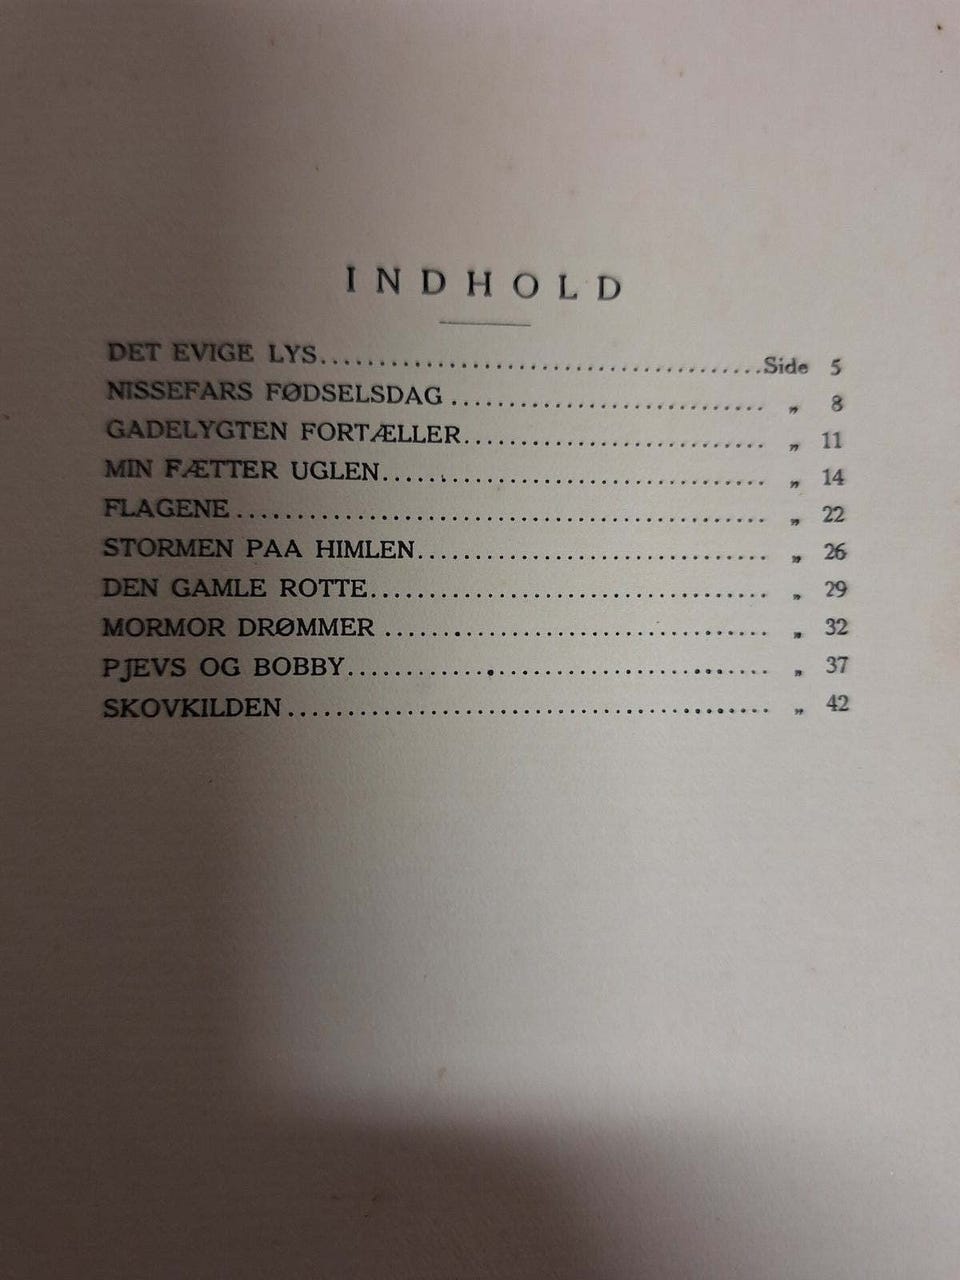 INDHOLD
DET EVIGE LYS........................................Side 5
NISSEFARS FØDSELSDAG ............................ „ 8
GADELYGTEN FORTÆLLER........................... „ 11
MIN FÆTTER UGLEN.................................. „ 14
FLAGENE ............................................... „ 22
STORMEN PAA HIMLEN............................... „ 26
DEN GAMLE ROTTE................................... „ 29
MORMOR DRØMMER .................................. „ 32
PJEVS OG BOBBY..................................... „ 37
SKOVKILDEN .......................................... „ 42